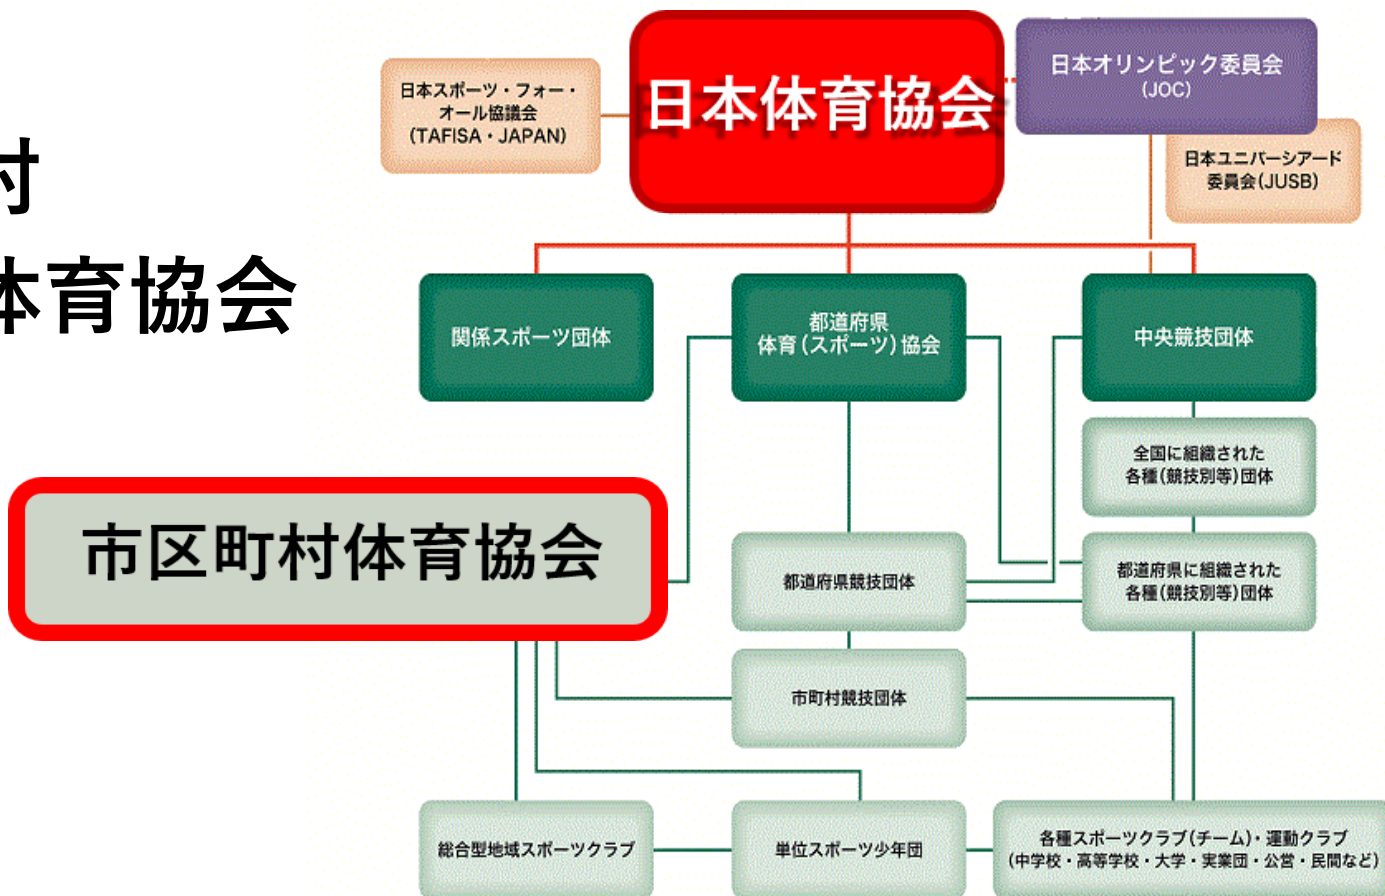 村
体育協会
日本スポーツ・フォー・
オール協議会
(TAFISA・JAPAN)
日本体育協会
日本オリンピック委員会
(JOC)
日本ユニバーシアード
委員会(JUSB)
関係スポーツ団体
都道府県
体育(スポーツ)協会
中央競技団体
全国に組織された
各種(競技別等)団体
市区町村体育協会
都道府県競技団体
都道府県に組織された
各種(競技別等)団体
市町村競技団体
総合型地域スポーツクラブ
単位スポーツ少年団
各種スポーツクラブ(チーム)・運動クラブ
(中学校・高等学校・大学・実業団・公営・民間など)